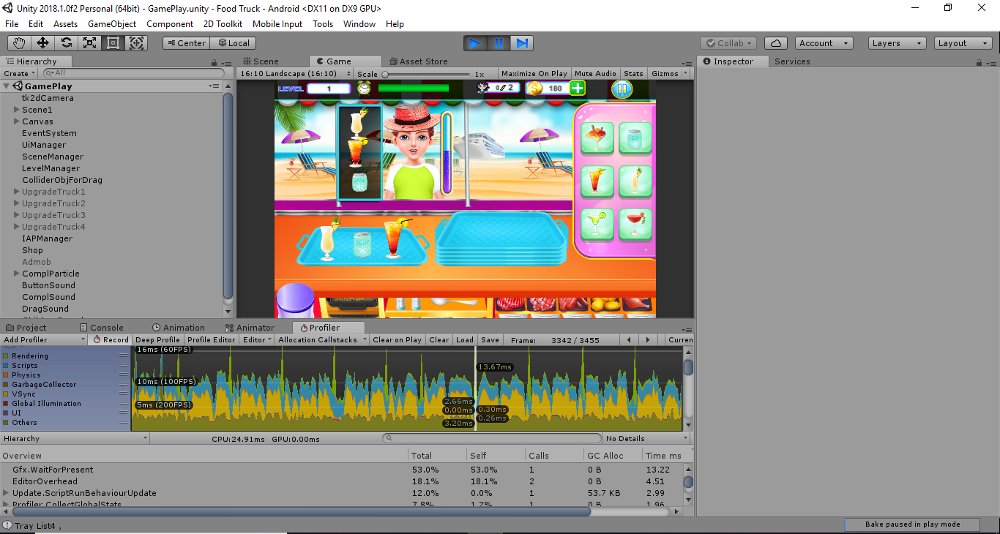 Unity 2018.1.0f2 Personal (64bit) - GamePlay.unity - Food Truck - Android <DX11 on DX9 GPU>
File Edit Assets GameObject Component 2D Toolkit Mobile Input Tools Window Help
Center Local Collab Account Layers Layout
Hierarchy Scene Game Asset Store Inspector Services
Create All 16:10 Landscape (16:10) Scale 1x Maximize On Play Mute Audio Stats Gizmos
GamePlay
tk2dCamera
Scene1
Canvas
EventSystem
UiManager
SceneManager
LevelManager
ColliderObjForDrag
UpgradeTruck1
UpgradeTruck2
UpgradeTruck3
UpgradeTruck4
IAPManager
Shop
Admob
ComplParticle
ButtonSound
ComplSound
DragSound
LEVEL 1 0 / 2 180
Project Console Animation Animator Profiler
Add Profiler Record Deep Profile Profile Editor Editor Allocation Callstacks Clear on Play Clear Load Save Frame: 3342 / 3455 Curren
Rendering
Scripts
Physics
GarbageCollector
VSync
Global Illumination
UI
Others
16ms (60FPS)
10ms (100FPS)
5ms (200FPS)
13.67ms
2.66ms
0.00ms 0.30ms
3.20ms 0.26ms
Hierarchy CPU:24.91ms GPU:0.00ms No Details
Overview Total Self Calls GC Alloc Time ms
Gfx.WaitForPresent 53.0% 53.0% 1 0 B 13.22
EditorOverhead 18.1% 18.1% 2 0 B 4.51
Update.ScriptRunBehaviourUpdate 12.0% 0.0% 1 53.7 KB 2.99
Profiler.CollectGlobalStats 7.8% 1.2% 1 0 B 1.96
Tray List4 ,
Bake paused in play mode